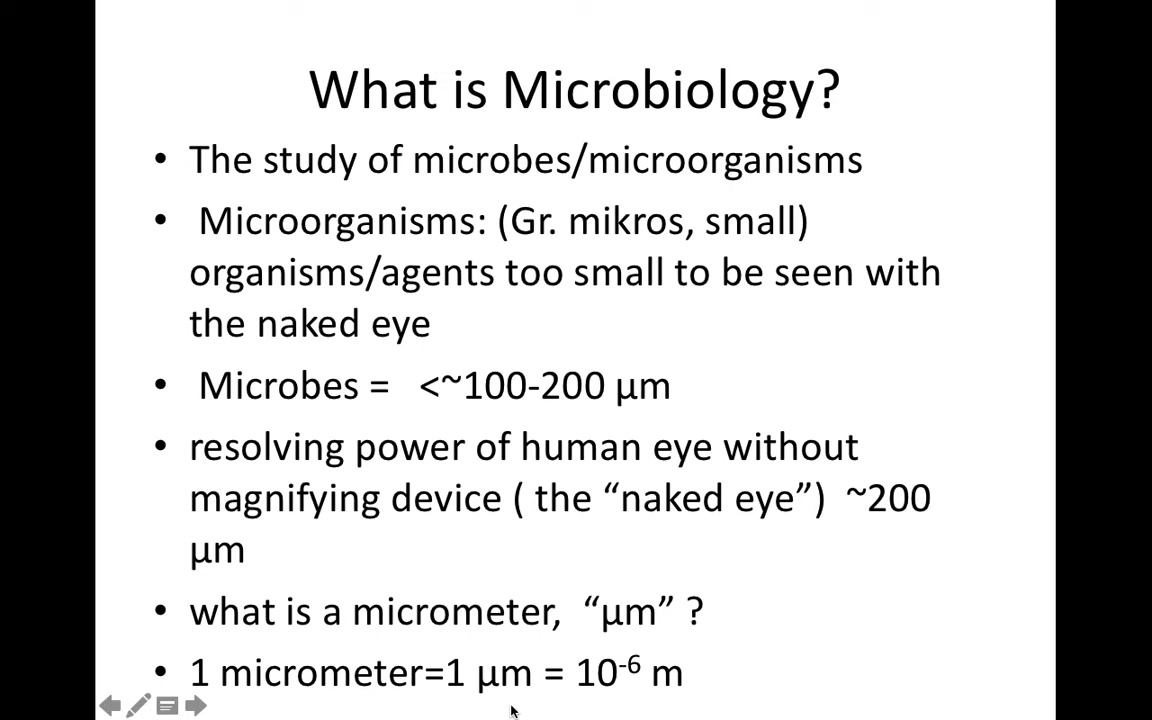 What is Microbiology?
• The study of microbes/microorganisms
• Microorganisms: (Gr. mikros, small)
organisms/agents too small to be seen with
the naked eye
• Microbes = <~100-200 µm
• resolving power of human eye without
magnifying device ( the “naked eye”) ~200
µm
• what is a micrometer, “µm” ?
• 1 micrometer=1 µm = 10⁻⁶ m